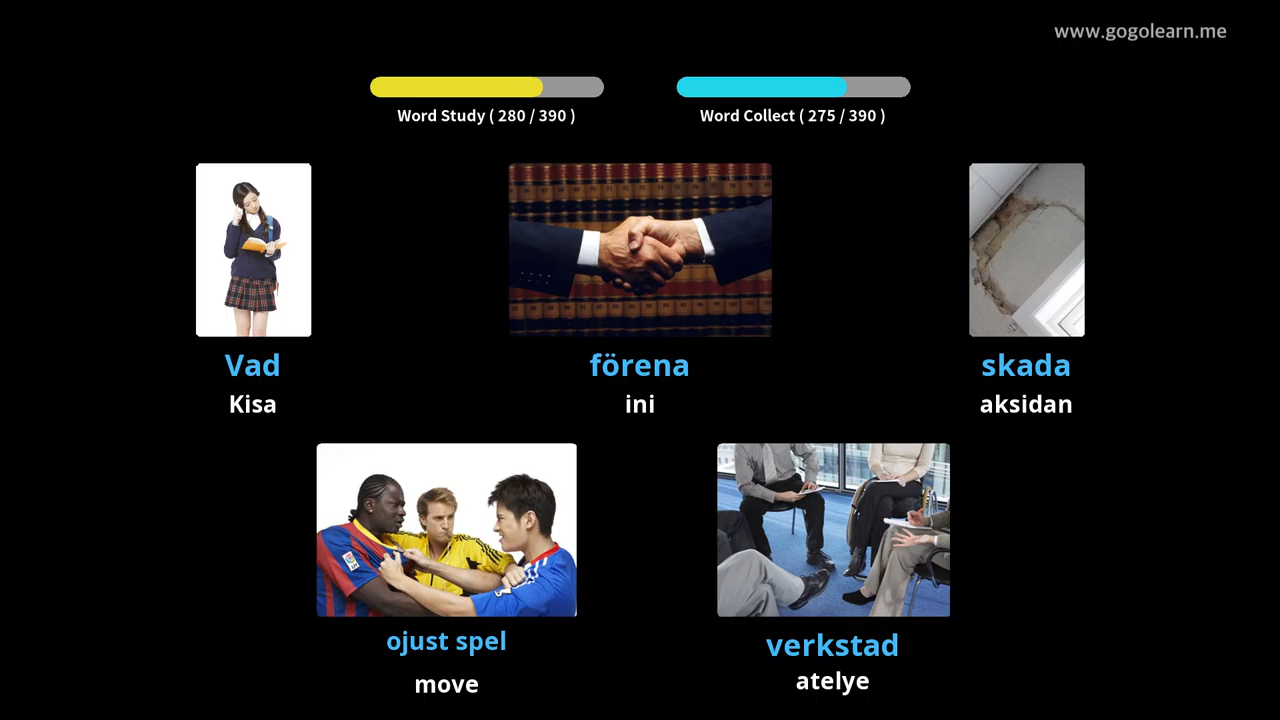 www.gogolearn.me
Word Study ( 280 / 390 )
Word Collect ( 275 / 390 )
Vad
Kisa
förena
ini
skada
aksidan
ojust spel
move
verkstad
atelye